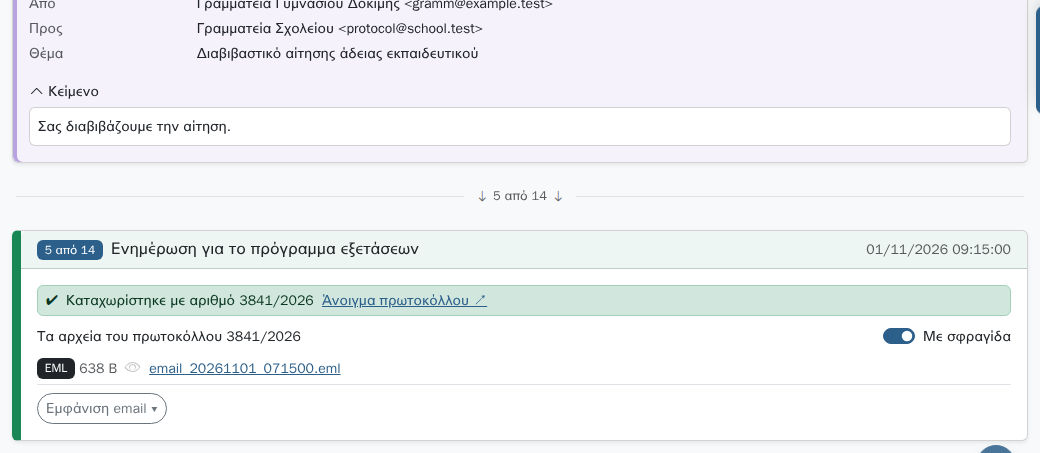 Από Γραμματεία Γυμνασίου Δοκιμής <gramm@example.test>
Προς Γραμματεία Σχολείου <protocol@school.test>
Θέμα Διαβιβαστικό αίτησης άδειας εκπαιδευτικού
Κείμενο
Σας διαβιβάζουμε την αίτηση.
↓ 5 από 14 ↓
5 από 14 Ενημέρωση για το πρόγραμμα εξετάσεων 01/11/2026 09:15:00
✔ Καταχωρίστηκε με αριθμό 3841/2026 Άνοιγμα πρωτοκόλλου ↗
Τα αρχεία του πρωτοκόλλου 3841/2026 Με σφραγίδα
EML 638 B email_20261101_071500.eml
Εμφάνιση email ▾